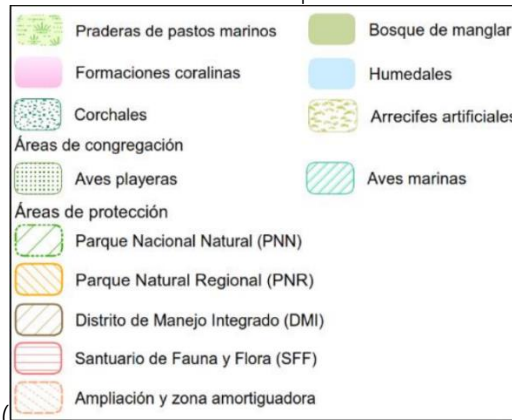 Praderas de pastos marinos
Bosque de manglar
Formaciones coralinas
Humedales
Corchales
Arrecifes artificiales
Áreas de congregación
Aves playeras
Aves marinas
Áreas de protección
Parque Nacional Natural (PNN)
Parque Natural Regional (PNR)
Distrito de Manejo Integrado (DMI)
Santuario de Fauna y Flora (SFF)
Ampliación y zona amortiguadora
(